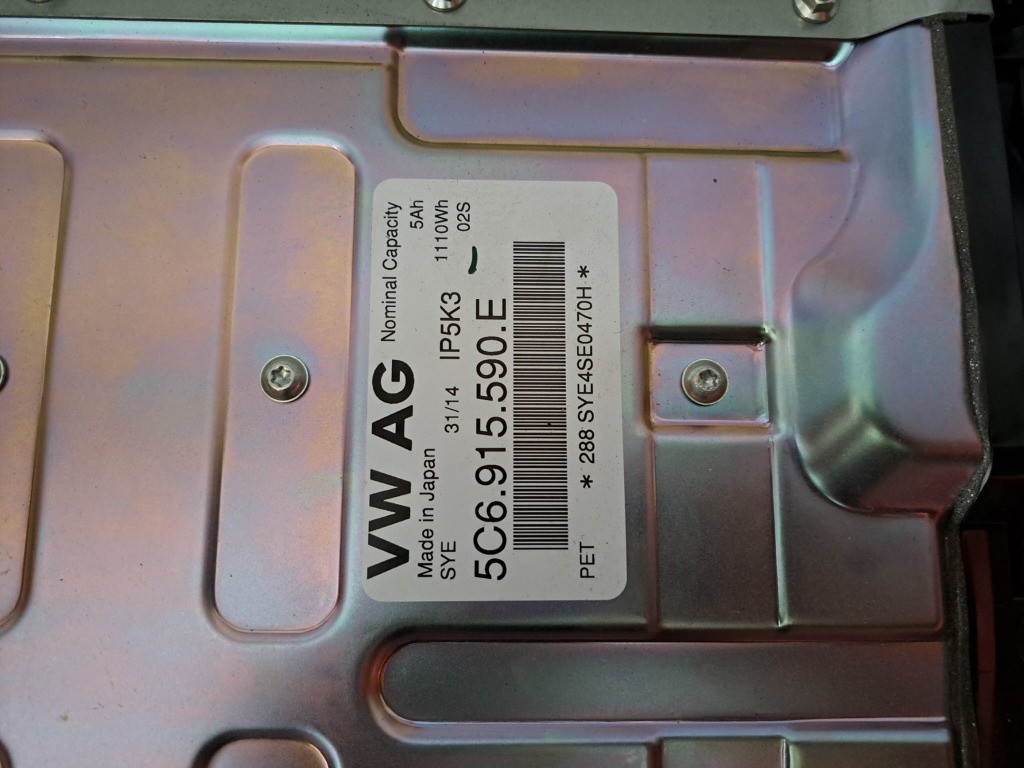 VW AG Nominal Capacity
Made in Japan 5Ah
SYE 31/14 IP5K3 1110Wh
5C6.915.590.E 02S
PET * 288 SYE4SE0470H *